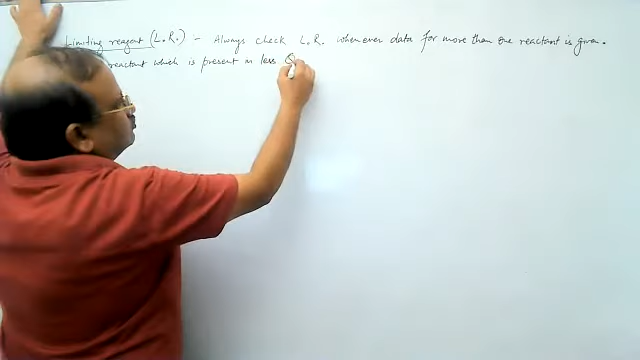 Limiting reagent (L.R.) - Always check L.R. whenever data for more than one reactant is given.
reactant which is present in less